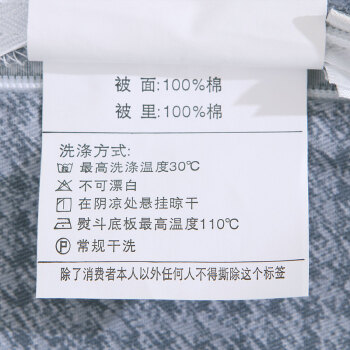 被 面:100%棉
被 里:100%棉
洗涤方式:
最高洗涤温度30℃
不可漂白
在阴凉处悬挂晾干
熨斗底板最高温度110℃
Ⓟ 常规干洗
除了消费者本人以外任何人不得撕除这个标签